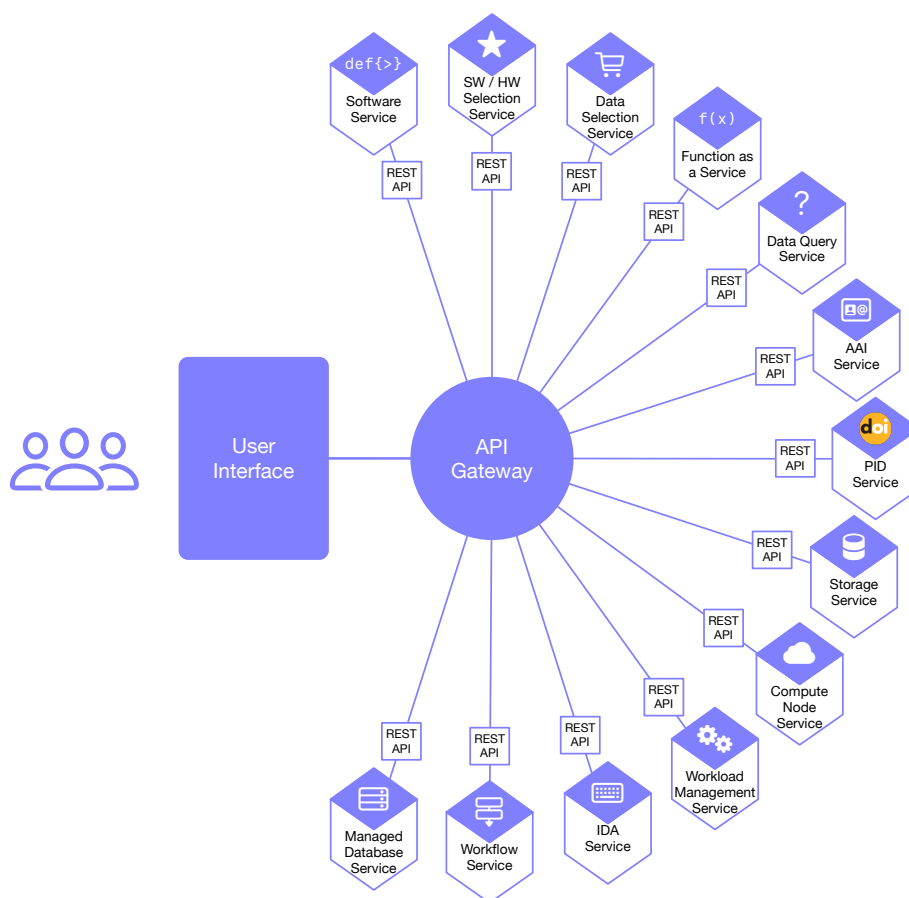 def{>}
Software
Service
REST
API
SW / HW
Selection
Service
REST
API
Data
Selection
Service
REST
API
f(x)
Function as
a Service
REST
API
?
Data Query
Service
REST
API
@
AAI
Service
REST
API
doi
PID
Service
REST
API
Storage
Service
REST
API
Compute
Node
Service
REST
API
Workload
Management
Service
REST
API
IDA
Service
REST
API
Workflow
Service
REST
API
Managed
Database
Service
REST
API
User
Interface
API
Gateway